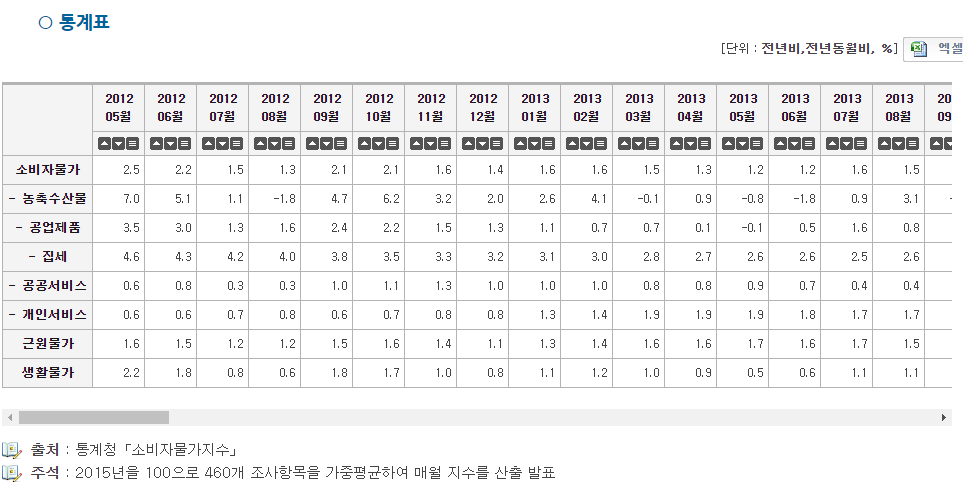 ○ 통계표
[단위 : 전년비,전년동월비, %] 엑셀
2012 2012 2012 2012 2012 2012 2012 2012 2013 2013 2013 2013 2013 2013 2013 2013
05월 06월 07월 08월 09월 10월 11월 12월 01월 02월 03월 04월 05월 06월 07월 08월 09
소비자물가 2.5 2.2 1.5 1.3 2.1 2.1 1.6 1.4 1.6 1.6 1.5 1.3 1.2 1.2 1.6 1.5
- 농축수산물 7.0 5.1 1.1 -1.8 4.7 6.2 3.2 2.0 2.6 4.1 -0.1 0.9 -0.8 -1.8 0.9 3.1
- 공업제품 3.5 3.0 1.3 1.6 2.4 2.2 1.5 1.3 1.1 0.7 0.7 0.1 -0.1 0.5 1.6 0.8
- 집세 4.6 4.3 4.2 4.0 3.8 3.5 3.3 3.2 3.1 3.0 2.8 2.7 2.6 2.6 2.5 2.6
- 공공서비스 0.6 0.8 0.3 0.3 1.0 1.1 1.3 1.0 1.0 1.0 0.8 0.8 0.9 0.7 0.4 0.4
- 개인서비스 0.6 0.6 0.7 0.8 0.6 0.7 0.8 0.8 1.3 1.4 1.9 1.9 1.9 1.8 1.7 1.7
근원물가 1.6 1.5 1.2 1.2 1.5 1.6 1.4 1.1 1.3 1.4 1.6 1.6 1.7 1.6 1.7 1.5
생활물가 2.2 1.8 0.8 0.6 1.8 1.7 1.0 0.8 1.1 1.2 1.0 0.9 0.5 0.6 1.1 1.1
출처 : 통계청 「소비자물가지수」
주석 : 2015년을 100으로 460개 조사항목을 가중평균하여 매월 지수를 산출 발표